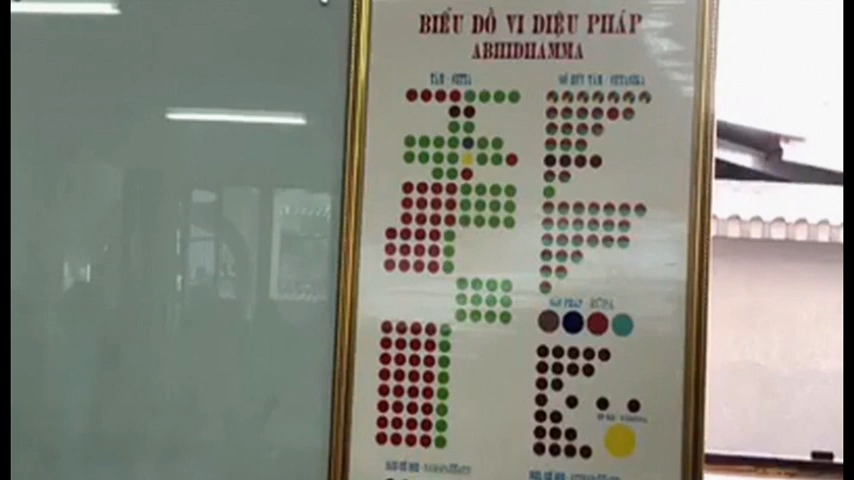 BIỂU ĐỒ VI DIỆU PHÁP
ABHIDHAMMA
TÂM - CITTA
SỞ HỮU TÂM - CETASIKA
SẮC PHÁP - RŪPA